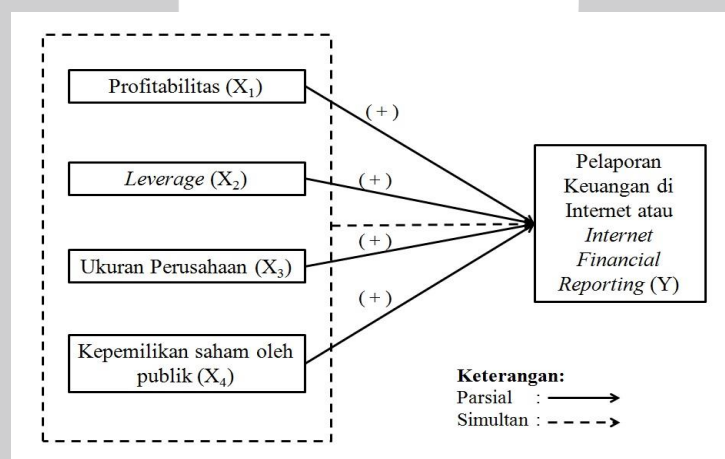 Profitabilitas (X₁)
(+)
Leverage (X₂)
(+)
Ukuran Perusahaan (X₃)
(+)
Kepemilikan saham oleh
publik (X₄)
(+)
Pelaporan
Keuangan di
Internet atau
Internet
Financial
Reporting (Y)
Keterangan:
Parsial :
Simultan :